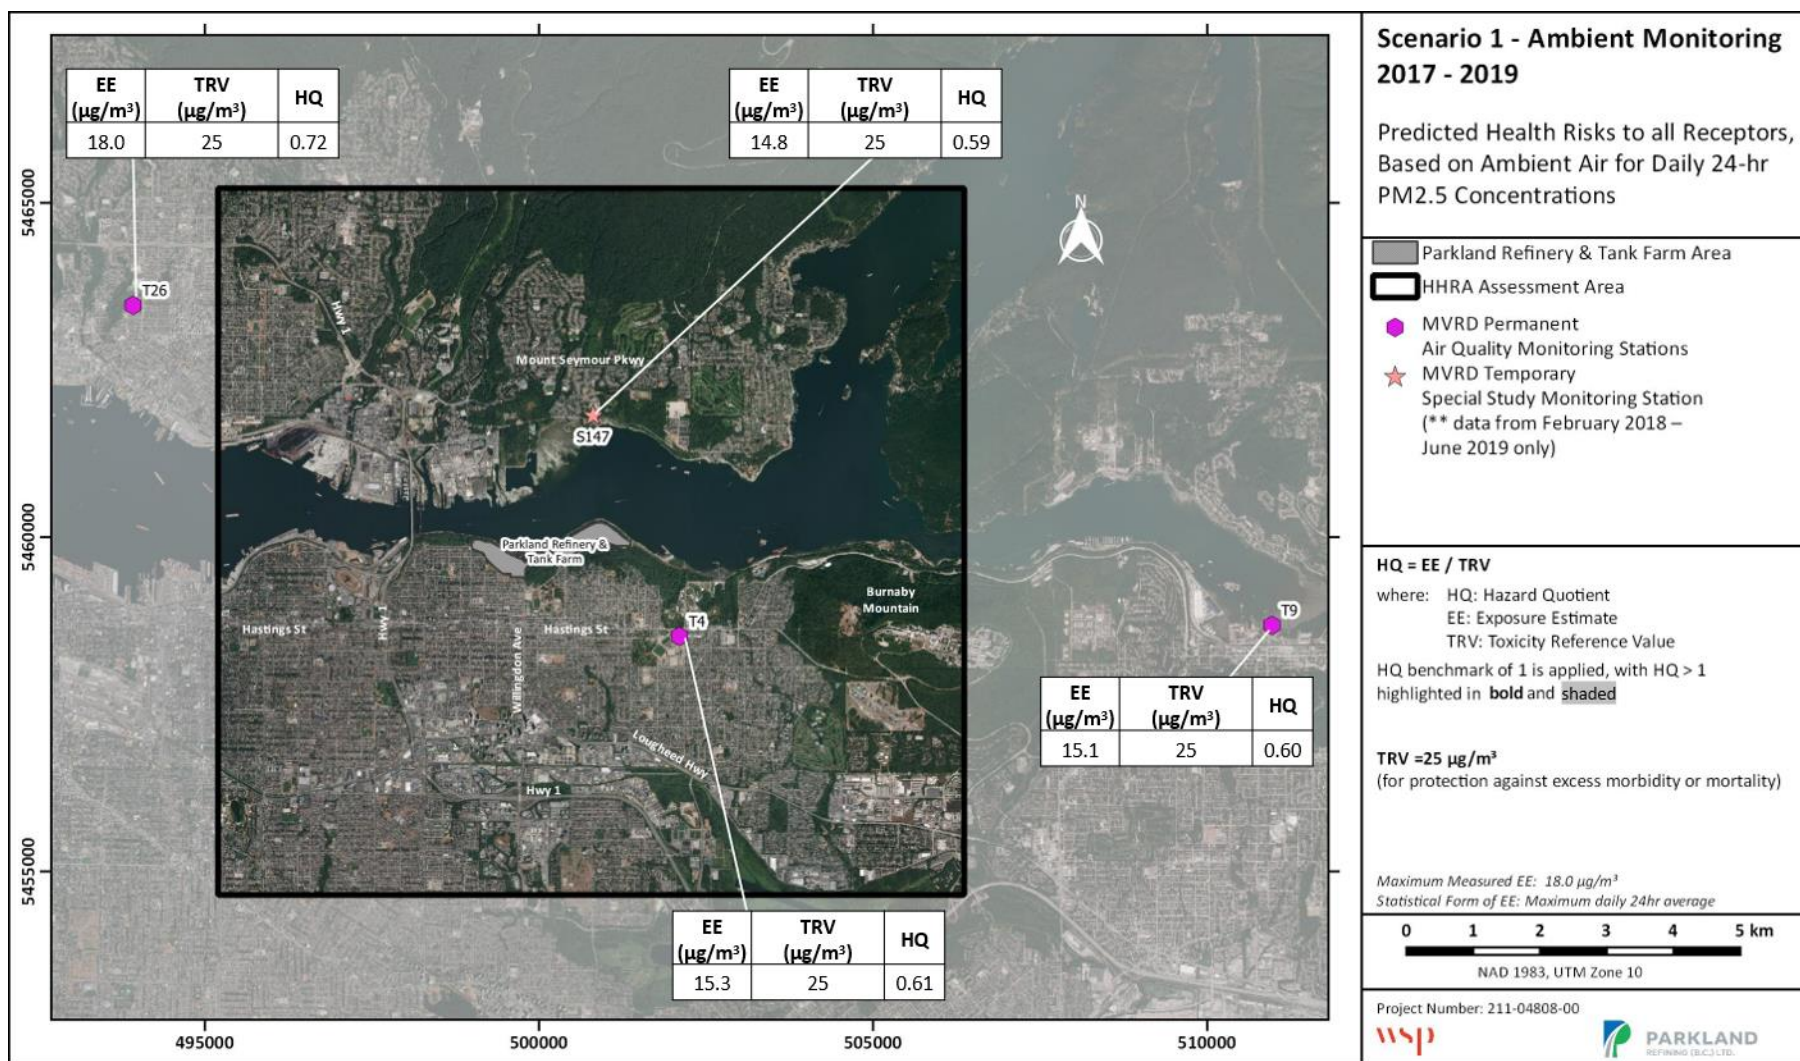 Scenario 1 - Ambient Monitoring
2017 - 2019
Predicted Health Risks to all Receptors,
Based on Ambient Air for Daily 24-hr
PM2.5 Concentrations
Parkland Refinery & Tank Farm Area
HHRA Assessment Area
MVRD Permanent
Air Quality Monitoring Stations
MVRD Temporary
Special Study Monitoring Station
(** data from February 2018 –
June 2019 only)
HQ = EE / TRV
where: HQ: Hazard Quotient
EE: Exposure Estimate
TRV: Toxicity Reference Value
HQ benchmark of 1 is applied, with HQ > 1
highlighted in bold and shaded
TRV =25 µg/m³
(for protection against excess morbidity or mortality)
Maximum Measured EE: 18.0 µg/m³
Statistical Form of EE: Maximum daily 24hr average
0 1 2 3 4 5 km
NAD 1983, UTM Zone 10
Project Number: 211-04808-00
wsp
PARKLAND
REFINING (B.C.) LTD.
EE (µg/m³) TRV (µg/m³) HQ
18.0 25 0.72
EE (µg/m³) TRV (µg/m³) HQ
14.8 25 0.59
N
T26
Hwy 1
Mount Seymour Pkwy
S147
Parkland Refinery &
Tank Farm
Burnaby
Mountain
Hastings St
Hwy 1
Willingdon Ave
Hastings St
T4
T9
EE (µg/m³) TRV (µg/m³) HQ
15.1 25 0.60
Lougheed Hwy
Hwy 1
EE (µg/m³) TRV (µg/m³) HQ
15.3 25 0.61
5465000
5460000
5455000
495000 500000 505000 510000